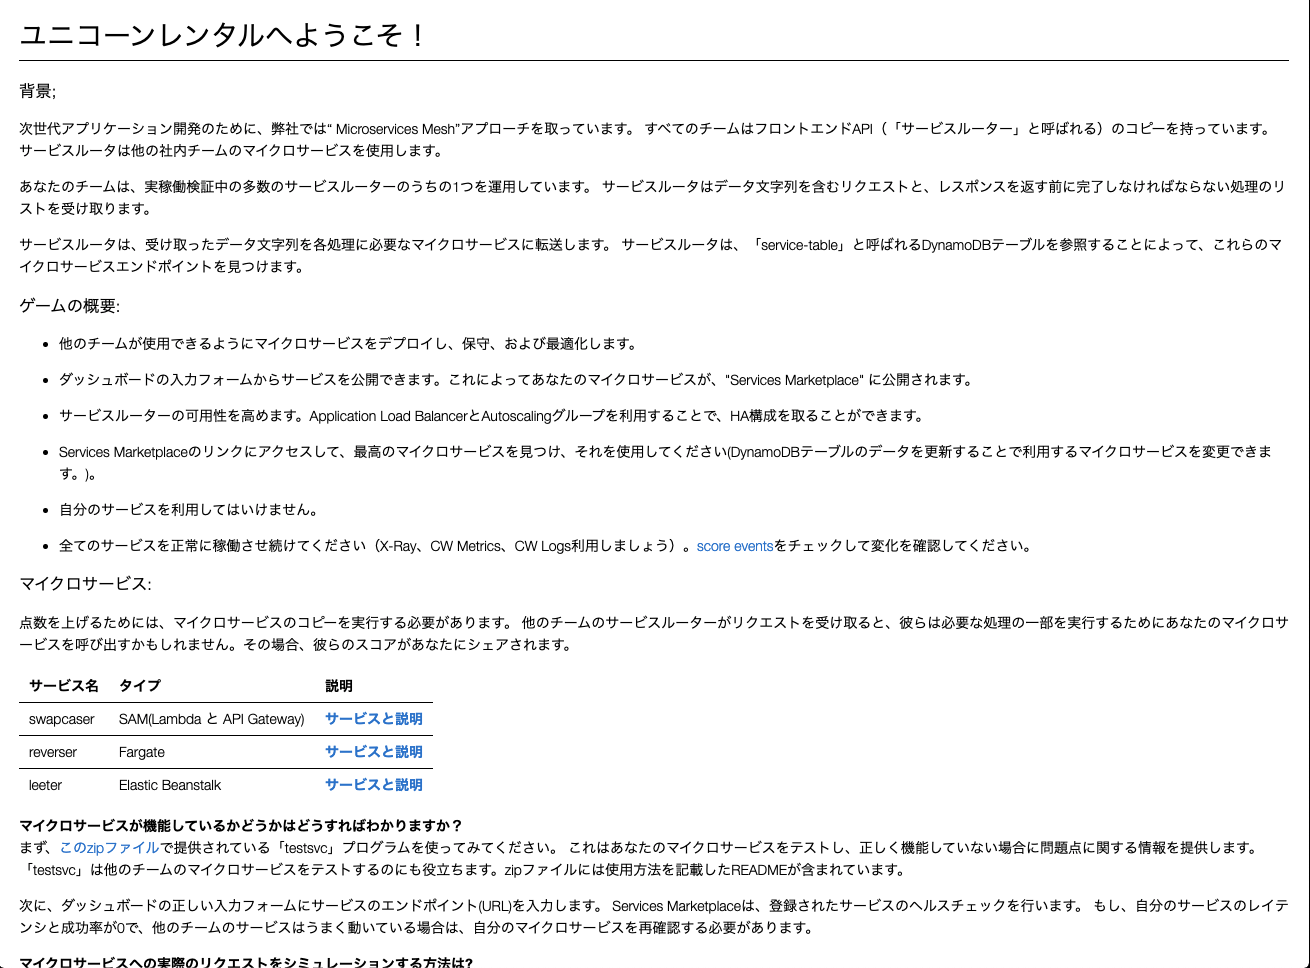 ユニコーンレンタルへようこそ！
背景;
次世代アプリケーション開発のために、弊社では“ Microservices Mesh”アプローチを取っています。 すべてのチームはフロントエンドAPI（「サービスルーター」と呼ばれる）のコピーを持っています。
サービスルータは他の社内チームのマイクロサービスを使用します。
あなたのチームは、実稼働検証中の多数のサービスルーターのうちの1つを運用しています。 サービスルータはデータ文字列を含むリクエストと、レスポンスを返す前に完了しなければならない処理のリ
ストを受け取ります。
サービスルータは、受け取ったデータ文字列を各処理に必要なマイクロサービスに転送します。 サービスルータは、「service-table」と呼ばれるDynamoDBテーブルを参照することによって、これらのマ
イクロサービスエンドポイントを見つけます。
ゲームの概要:
• 他のチームが使用できるようにマイクロサービスをデプロイし、保守、および最適化します。
• ダッシュボードの入力フォームからサービスを公開できます。これによってあなたのマイクロサービスが、"Services Marketplace" に公開されます。
• サービスルーターの可用性を高めます。Application Load BalancerとAutoscalingグループを利用することで、HA構成を取ることができます。
• Services Marketplaceのリンクにアクセスして、最高のマイクロサービスを見つけ、それを使用してください(DynamoDBテーブルのデータを更新することで利用するマイクロサービスを変更できま
す。)。
• 自分のサービスを利用してはいけません。
• 全てのサービスを正常に稼働させ続けてください（X-Ray、CW Metrics、CW Logs利用しましょう）。score eventsをチェックして変化を確認してください。
マイクロサービス:
点数を上げるためには、マイクロサービスのコピーを実行する必要があります。 他のチームのサービスルーターがリクエストを受け取ると、彼らは必要な処理の一部を実行するためにあなたのマイクロサ
ービスを呼び出すかもしれません。その場合、彼らのスコアがあなたにシェアされます。
サービス名 タイプ 説明
swapcaser SAM(Lambda と API Gateway) サービスと説明
reverser Fargate サービスと説明
leeter Elastic Beanstalk サービスと説明
マイクロサービスが機能しているかどうかはどうすればわかりますか？
まず、このzipファイルで提供されている「testsvc」プログラムを使ってみてください。 これはあなたのマイクロサービスをテストし、正しく機能していない場合に問題点に関する情報を提供します。
「testsvc」は他のチームのマイクロサービスをテストするのにも役立ちます。zipファイルには使用方法を記載したREADMEが含まれています。
次に、ダッシュボードの正しい入力フォームにサービスのエンドポイント(URL)を入力します。 Services Marketplaceは、登録されたサービスのヘルスチェックを行います。 もし、自分のサービスのレイテ
ンシと成功率が0で、他のチームのサービスはうまく動いている場合は、自分のマイクロサービスを再確認する必要があります。
マイクロサービスへの実際のリクエストをシミュレーションする方法は?